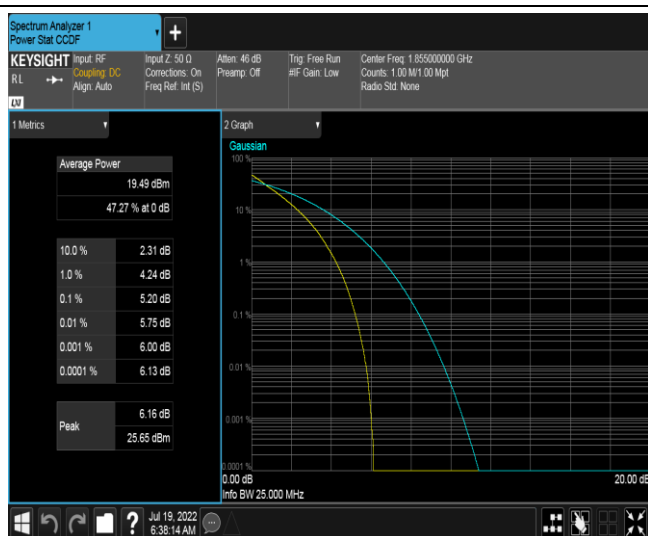 Spectrum Analyzer 1
Power Stat CCDF
+
KEYSIGHT
RL
LXI
Input: RF
Coupling: DC
Align: Auto
Input Z: 50 Ω
Corrections: On
Freq Ref: Int (S)
Atten: 46 dB
Preamp: Off
Trig: Free Run
#IF Gain: Low
Center Freq: 1.855000000 GHz
Counts: 1.00 M/1.00 Mpt
Radio Std: None
1 Metrics
Average Power
19.49 dBm
47.27 % at 0 dB
10.0 % 2.31 dB
1.0 % 4.24 dB
0.1 % 5.20 dB
0.01 % 5.75 dB
0.001 % 6.00 dB
0.0001 % 6.13 dB
Peak
6.16 dB
25.65 dBm
2 Graph
Gaussian
100 %
10 %
1 %
0.1 %
0.01 %
0.001 %
0.0001 %
0.00 dB 20.00 dB
Info BW 25.000 MHz
? Jul 19, 2022
6:38:14 AM